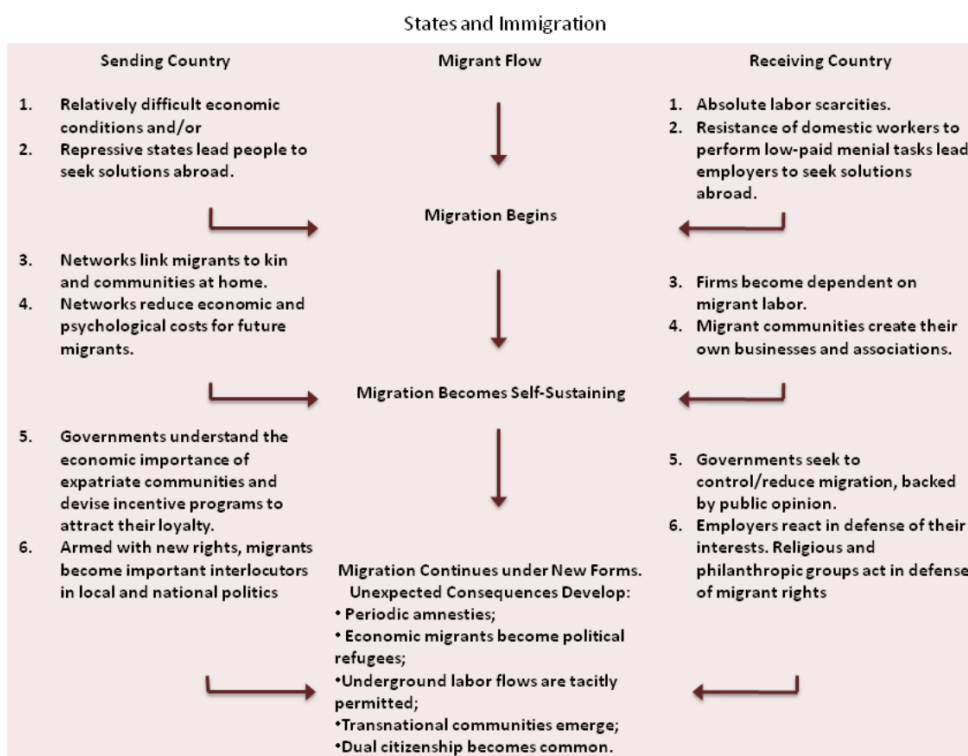 States and Immigration
Sending Country
Migrant Flow
Receiving Country
1. Relatively difficult economic
conditions and/or
2. Repressive states lead people to
seek solutions abroad.
1. Absolute labor scarcities.
2. Resistance of domestic workers to
perform low-paid menial tasks lead
employers to seek solutions
abroad.
Migration Begins
3. Networks link migrants to kin
and communities at home.
4. Networks reduce economic and
psychological costs for future
migrants.
3. Firms become dependent on
migrant labor.
4. Migrant communities create their
own businesses and associations.
Migration Becomes Self-Sustaining
5. Governments understand the
economic importance of
expatriate communities and
devise incentive programs to
attract their loyalty.
6. Armed with new rights, migrants
become important interlocutors
in local and national politics
5. Governments seek to
control/reduce migration, backed
by public opinion.
6. Employers react in defense of their
interests. Religious and
philanthropic groups act in defense
of migrant rights
Migration Continues under New Forms.
Unexpected Consequences Develop:
• Periodic amnesties;
• Economic migrants become political
refugees;
•Underground labor flows are tacitly
permitted;
•Transnational communities emerge;
•Dual citizenship becomes common.